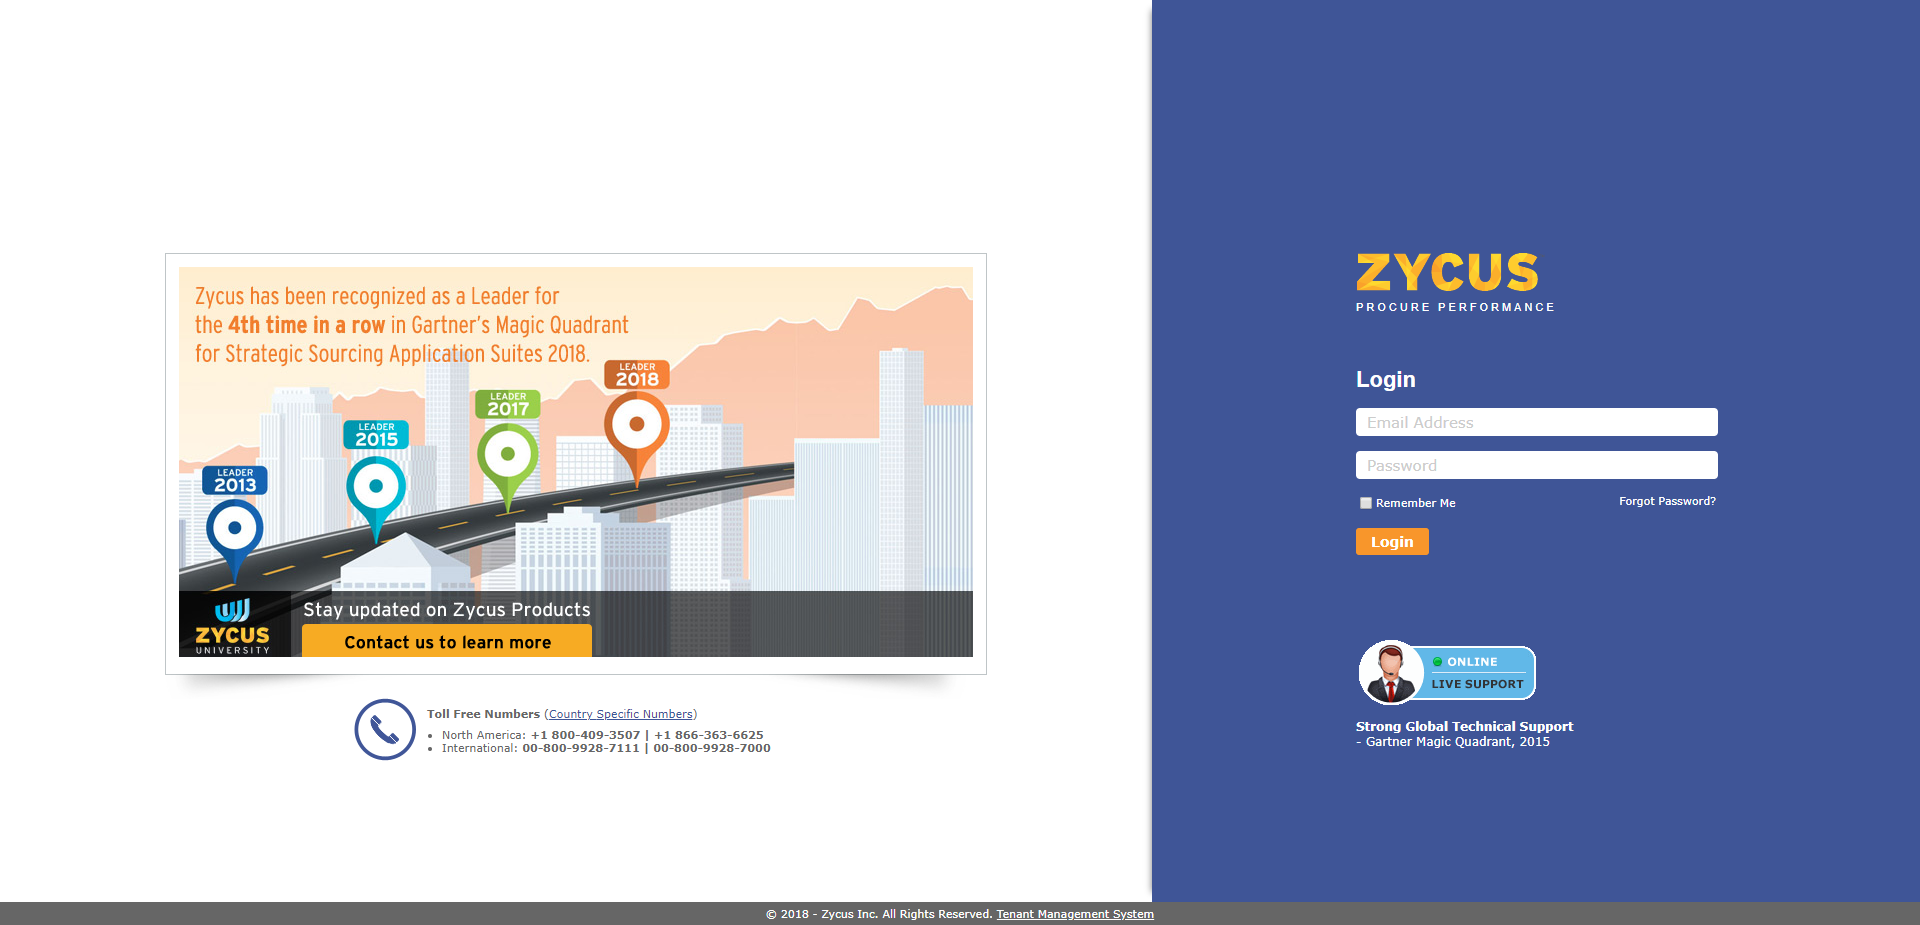 Zycus has been recognized as a Leader for
the 4th time in a row in Gartner's Magic Quadrant
for Strategic Sourcing Application Suites 2018.
LEADER
2018
LEADER
2017
LEADER
2015
LEADER
2013
ZYCUS
UNIVERSITY
Stay updated on Zycus Products
Contact us to learn more
Toll Free Numbers (Country Specific Numbers)
• North America: +1 800-409-3507 | +1 866-363-6625
• International: 00-800-9928-7111 | 00-800-9928-7000
ZYCUS
PROCURE PERFORMANCE
Login
Email Address
Password
Remember Me
Forgot Password?
Login
ONLINE
LIVE SUPPORT
Strong Global Technical Support
- Gartner Magic Quadrant, 2015
© 2018 - Zycus Inc. All Rights Reserved. Tenant Management System